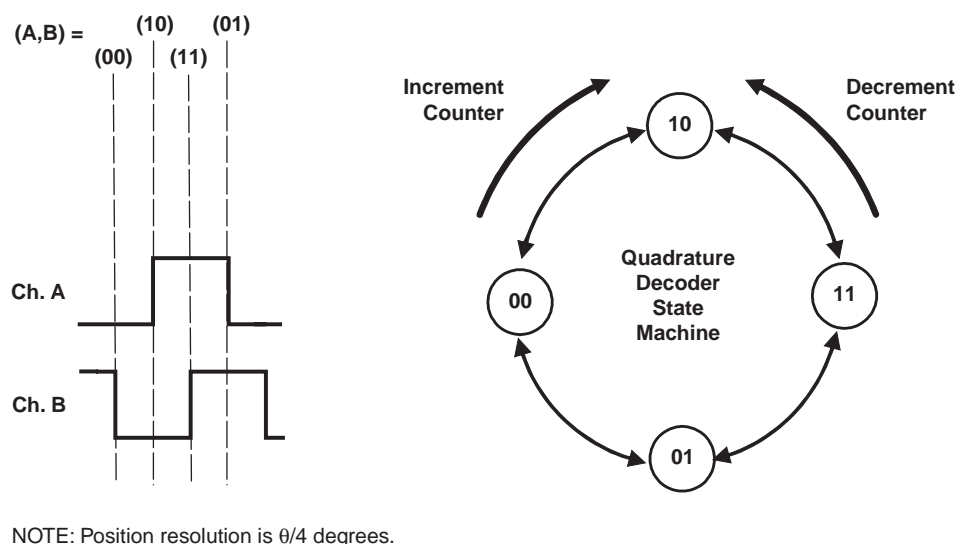 (A,B) =
(10)
(01)
(00)
(11)
Ch. A
Ch. B
Increment
Counter
Decrement
Counter
10
00
11
01
Quadrature
Decoder
State
Machine
NOTE: Position resolution is θ/4 degrees.